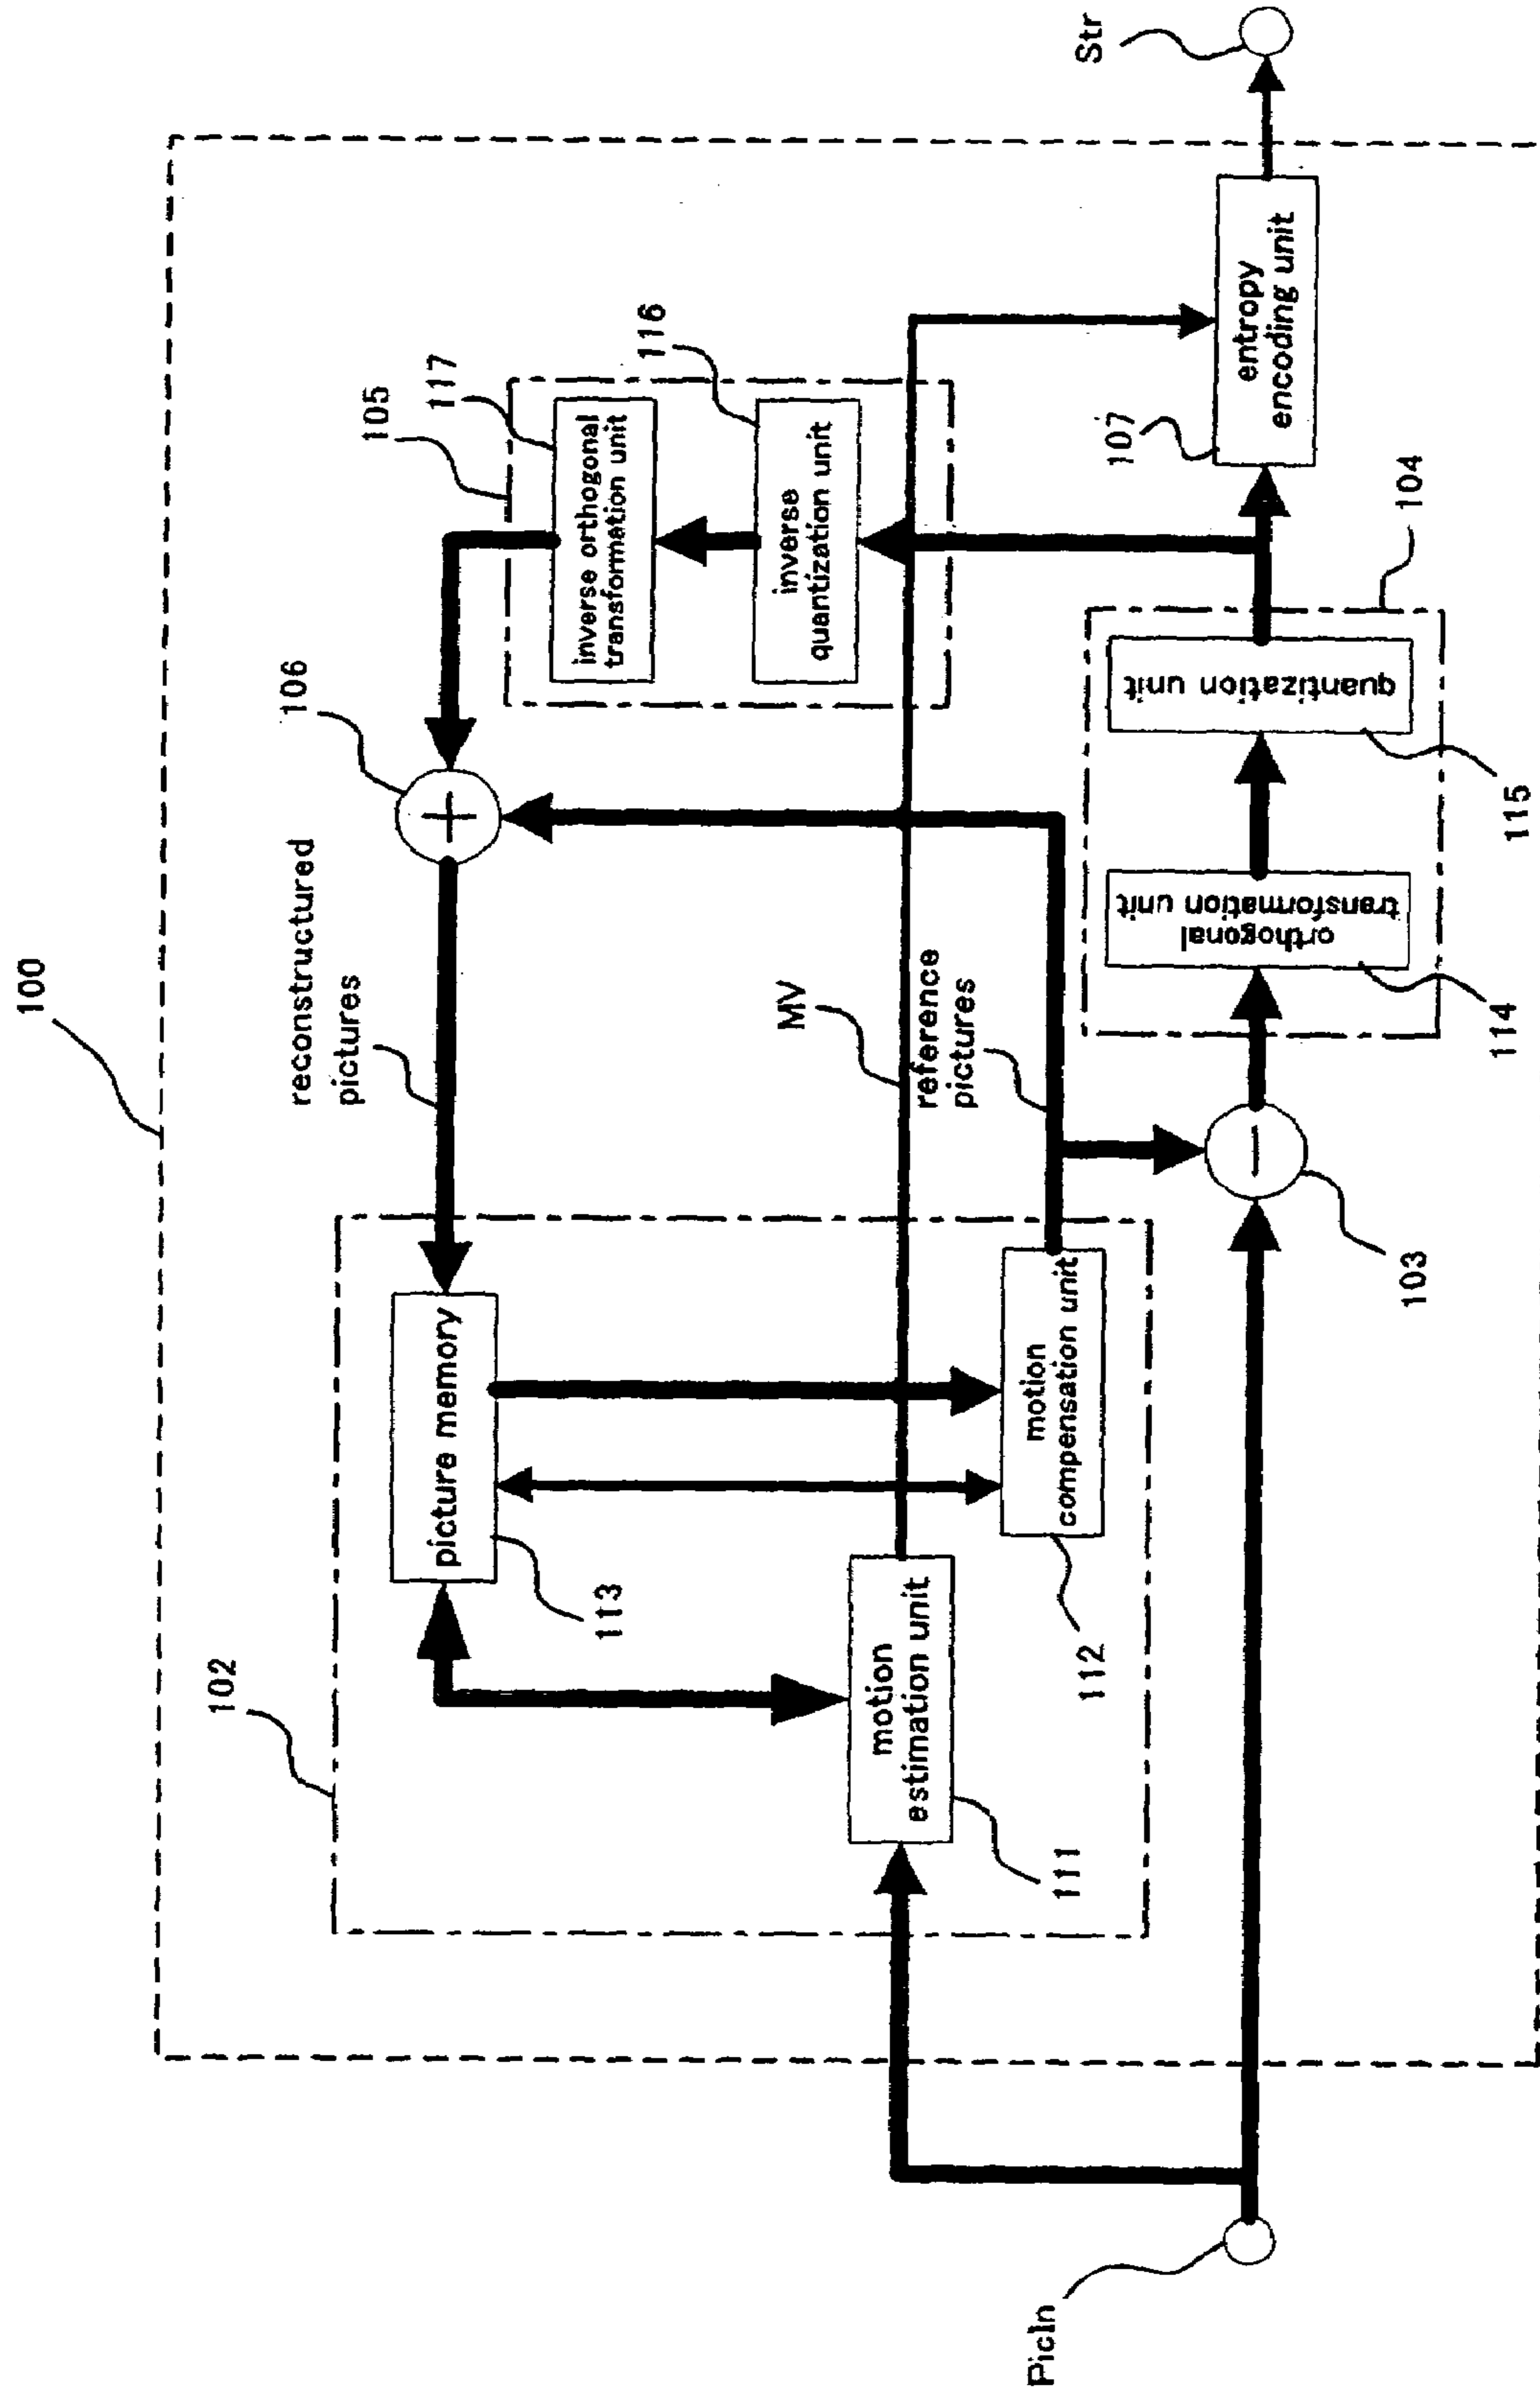 100
102
picture memory
113
motion
estimation unit
111
motion
compensation unit
112
reconstructured
pictures
106
105
117
inverse orthogonal
transformation unit
116
inverse
quantization unit
MV
reference
pictures
PicIn
103
orthogonal
transformation unit
114
quantization unit
115
104
107
entropy
encoding unit
Str